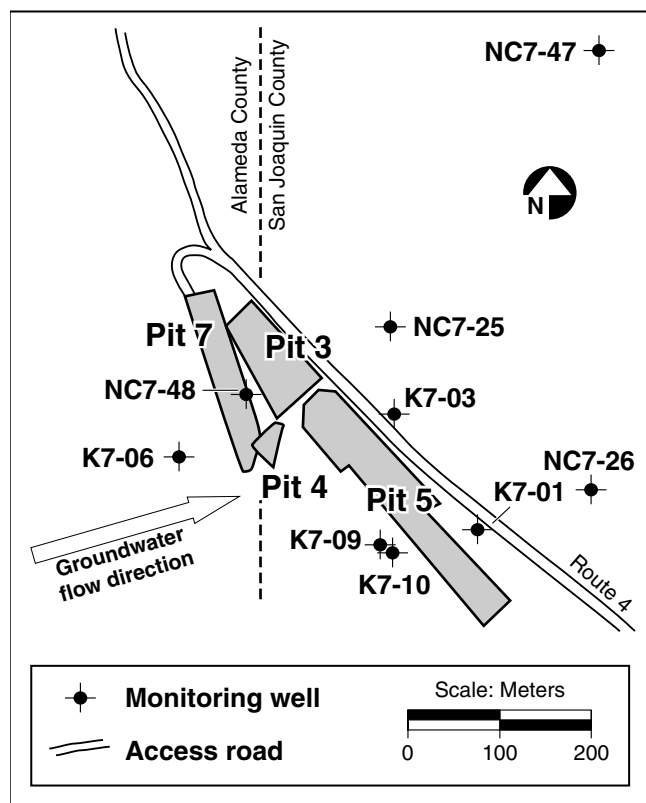 NC7-47
Alameda County
San Joaquin County
N
Pit 7
Pit 3
NC7-25
NC7-48
K7-03
K7-06
NC7-26
Pit 4
Pit 5
K7-01
K7-09
K7-10
Groundwater
flow direction
Route 4
Monitoring well
Access road
Scale: Meters
0 100 200